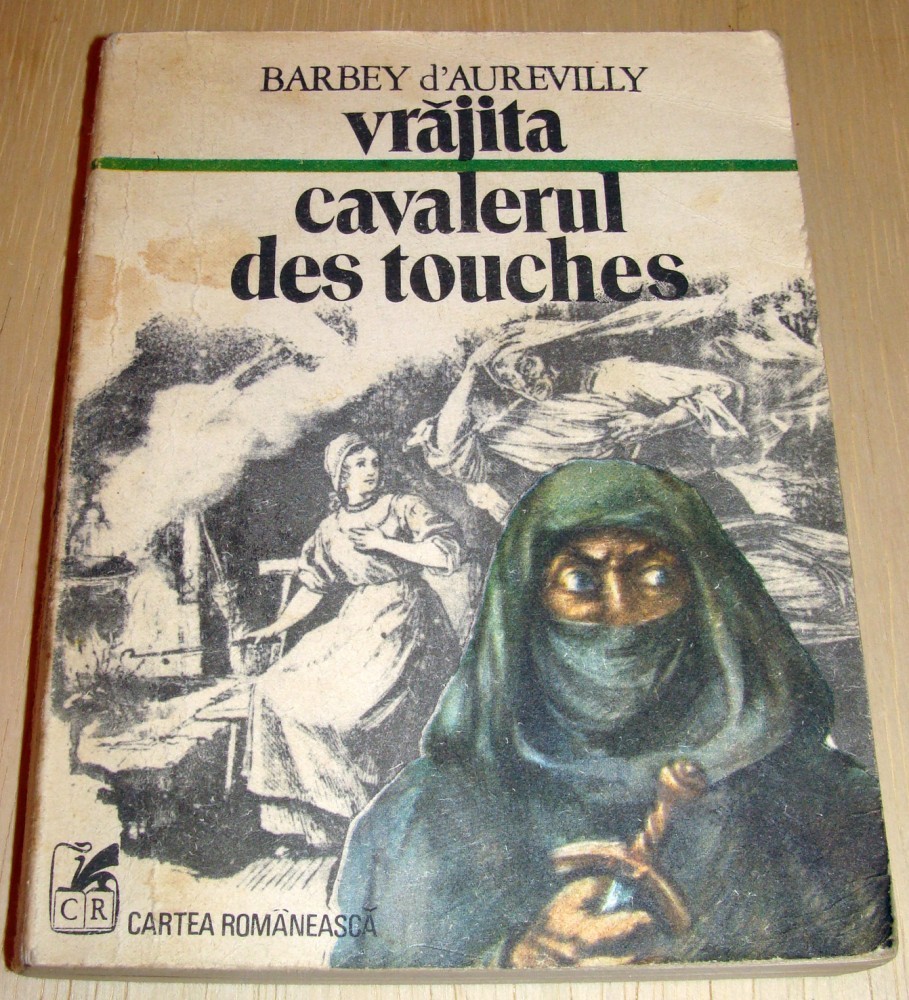 BARBEY d'AUREVILLY
vrăjita
cavalerul
des touches
CR
CARTEA ROMÂNEASCĂ